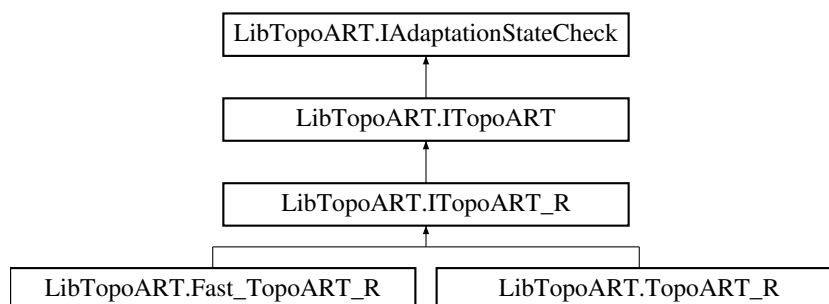 LibTopoART.IAdaptationStateCheck
LibTopoART.ITopoART
LibTopoART.ITopoART_R
LibTopoART.Fast_TopoART_R
LibTopoART.TopoART_R